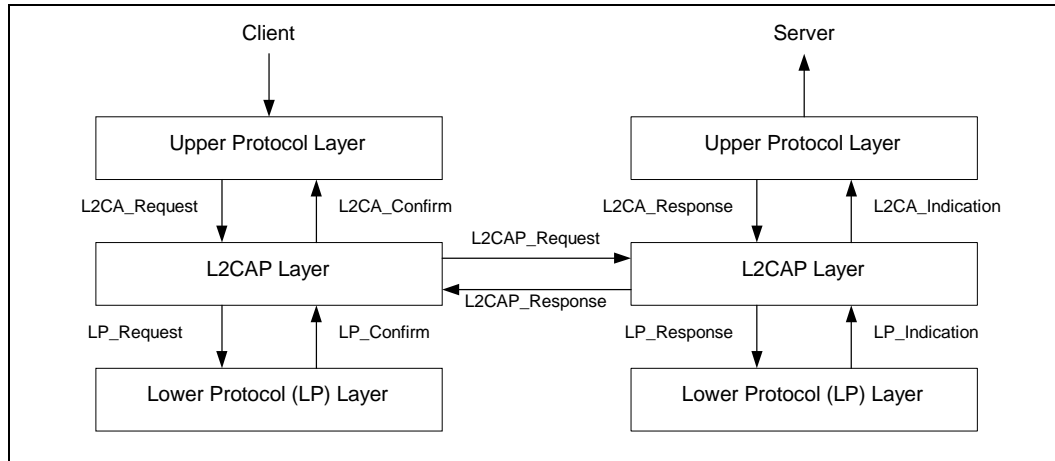 Client
Server
Upper Protocol Layer
Upper Protocol Layer
L2CA_Request
L2CA_Confirm
L2CA_Response
L2CA_Indication
L2CAP_Request
L2CAP Layer
L2CAP Layer
L2CAP_Response
LP_Request
LP_Confirm
LP_Response
LP_Indication
Lower Protocol (LP) Layer
Lower Protocol (LP) Layer